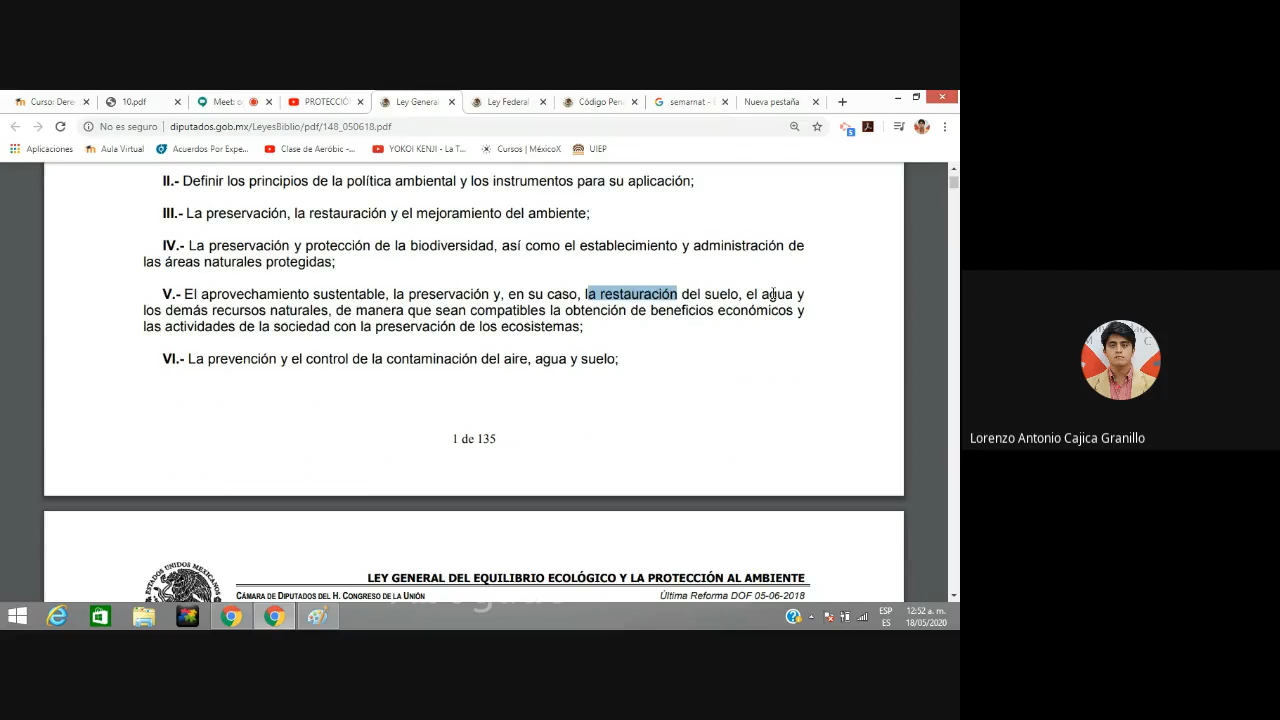 Curso: Dere
10.pdf
Meet: o
PROTECCIÓ
Ley General
Ley Federal
Código Pen
semarnat -
Nueva pestaña
No es seguro
diputados.gob.mx/LeyesBiblio/pdf/148_050618.pdf
Aplicaciones
Aula Virtual
Acuerdos Por Expe...
Clase de Aeróbic -...
YOKOI KENJI - La T...
Cursos | MéxicoX
UIEP
II.- Definir los principios de la política ambiental y los instrumentos para su aplicación;
III.- La preservación, la restauración y el mejoramiento del ambiente;
IV.- La preservación y protección de la biodiversidad, así como el establecimiento y administración de
las áreas naturales protegidas;
V.- El aprovechamiento sustentable, la preservación y, en su caso, la restauración del suelo, el agua y
los demás recursos naturales, de manera que sean compatibles la obtención de beneficios económicos y
las actividades de la sociedad con la preservación de los ecosistemas;
VI.- La prevención y el control de la contaminación del aire, agua y suelo;
1 de 135
LEY GENERAL DEL EQUILIBRIO ECOLÓGICO Y LA PROTECCIÓN AL AMBIENTE
CÁMARA DE DIPUTADOS DEL H. CONGRESO DE LA UNIÓN
Última Reforma DOF 05-06-2018
ESP
ES
12:52 a. m.
18/05/2020
Lorenzo Antonio Cajica Granillo